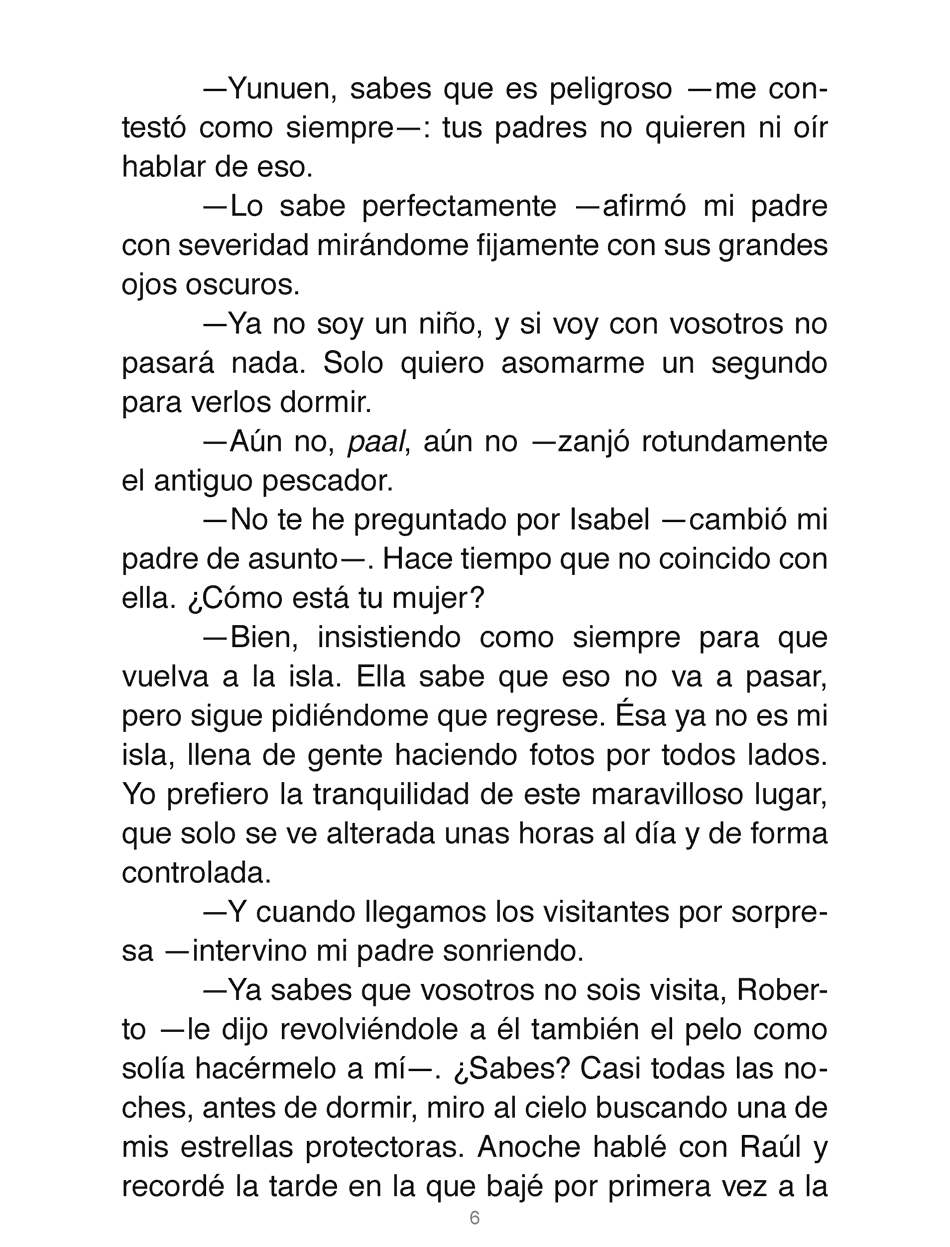 —Yunuen, sabes que es peligroso —me con-
testó como siempre—: tus padres no quieren ni oír
hablar de eso.
—Lo sabe perfectamente —afirmó mi padre
con severidad mirándome fijamente con sus grandes
ojos oscuros.
—Ya no soy un niño, y si voy con vosotros no
pasará nada. Solo quiero asomarme un segundo
para verlos dormir.
—Aún no, paal, aún no —zanjó rotundamente
el antiguo pescador.
—No te he preguntado por Isabel —cambió mi
padre de asunto—. Hace tiempo que no coincido con
ella. ¿Cómo está tu mujer?
—Bien, insistiendo como siempre para que
vuelva a la isla. Ella sabe que eso no va a pasar,
pero sigue pidiéndome que regrese. Ésa ya no es mi
isla, llena de gente haciendo fotos por todos lados.
Yo prefiero la tranquilidad de este maravilloso lugar,
que solo se ve alterada unas horas al día y de forma
controlada.
—Y cuando llegamos los visitantes por sorpre-
sa —intervino mi padre sonriendo.
—Ya sabes que vosotros no sois visita, Rober-
to —le dijo revolviéndole a él también el pelo como
solía hacérmelo a mí—. ¿Sabes? Casi todas las no-
ches, antes de dormir, miro al cielo buscando una de
mis estrellas protectoras. Anoche hablé con Raúl y
recordé la tarde en la que bajé por primera vez a la
6